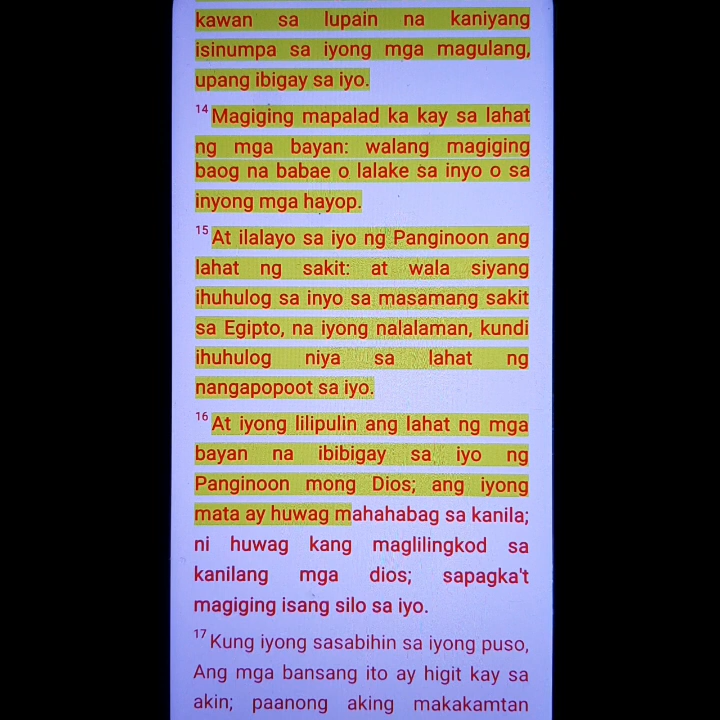 kawan sa lupain na kaniyang
isinumpa sa iyong mga magulang,
upang ibigay sa iyo.
14 Magiging mapalad ka kay sa lahat
ng mga bayan: walang magiging
baog na babae o lalake sa inyo o sa
inyong mga hayop.
15 At ilalayo sa iyo ng Panginoon ang
lahat ng sakit: at wala siyang
ihuhulog sa inyo sa masamang sakit
sa Egipto, na iyong nalalaman, kundi
ihuhulog niya sa lahat ng
nangapopoot sa iyo.
16 At iyong lilipulin ang lahat ng mga
bayan na ibibigay sa iyo ng
Panginoon mong Dios; ang iyong
mata ay huwag mahahabag sa kanila;
ni huwag kang maglilingkod sa
kanilang mga dios; sapagka't
magiging isang silo sa iyo.
17 Kung iyong sasabihin sa iyong puso,
Ang mga bansang ito ay higit kay sa
akin; paanong aking makakamtan